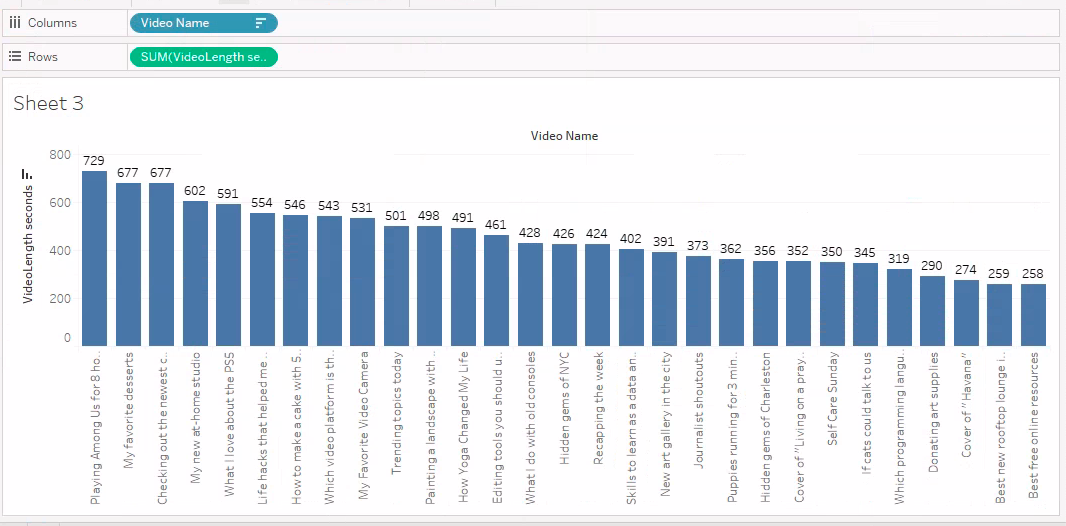 Columns
Video Name
Rows
SUM(VideoLength se..
Sheet 3
Video Name
VideoLength seconds
800
600
400
200
0
729
677
677
602
591
554
546
543
531
501
498
491
461
428
426
424
402
391
373
362
356
352
350
345
319
290
274
259
258
Playing Among Us for 8 ho..
My favorite desserts
Checking out the newest c..
My new at-home studio
What I love about the PS5
Life hacks that helped me..
How to make a cake with 5..
Which video platform is th..
My Favorite Video Camera
Trending topics today
Painting a landscape with ..
How Yoga Changed My Life
Editing tools you should u..
What I do with old consoles
Hidden gems of NYC
Recapping the week
Skills to learn as a data an..
New art gallery in the city
Journalist shoutouts
Puppies running for 3 min..
Hidden gems of Charleston
Cover of "Living on a pray..
Self Care Sunday
If cats could talk to us
Which programming langu..
Donating art supplies
Cover of "Havana"
Best new rooftop lounge i..
Best free online resources